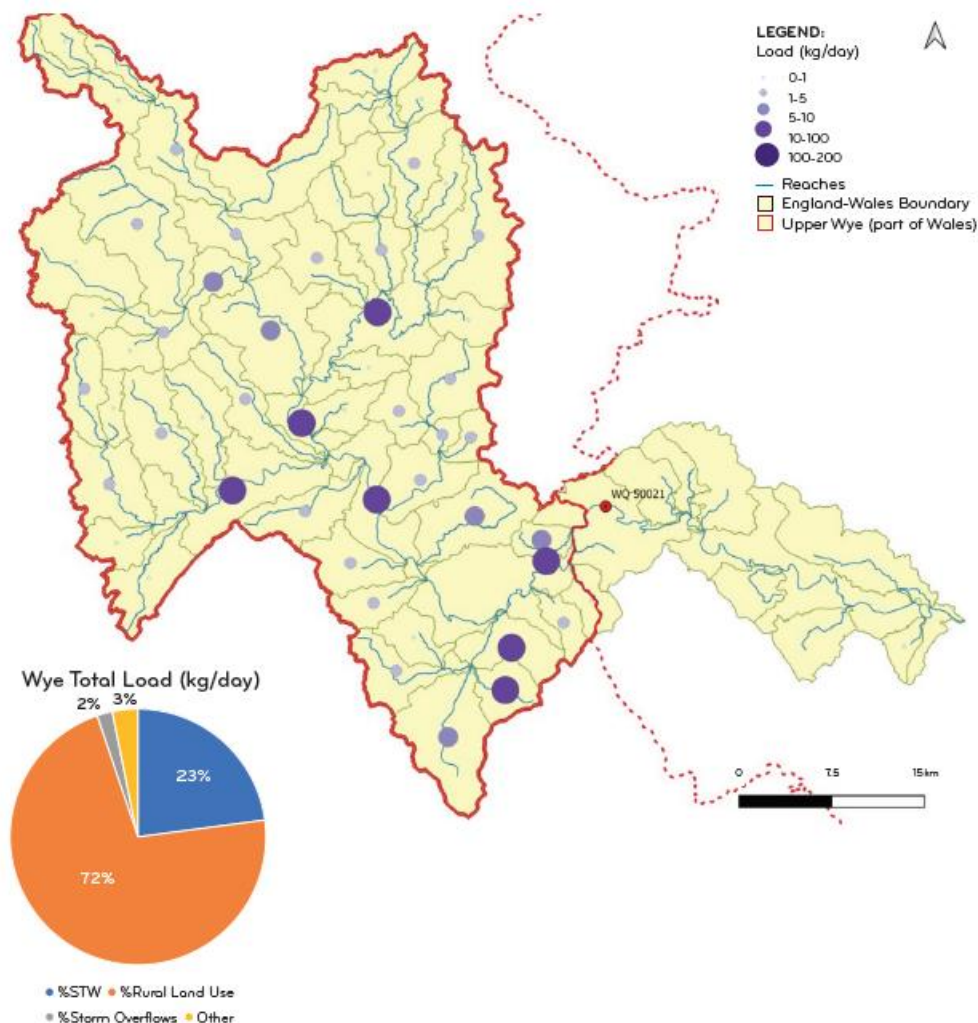 LEGEND:
Load (kg/day)
0-1
1-5
5-10
10-100
100-200
Reaches
England-Wales Boundary
Upper Wye (part of Wales)
WQ 50021
Wye Total Load (kg/day)
2% 3%
23%
72%
0 7.5 15km
%STW %Rural Land Use
%Storm Overflows Other